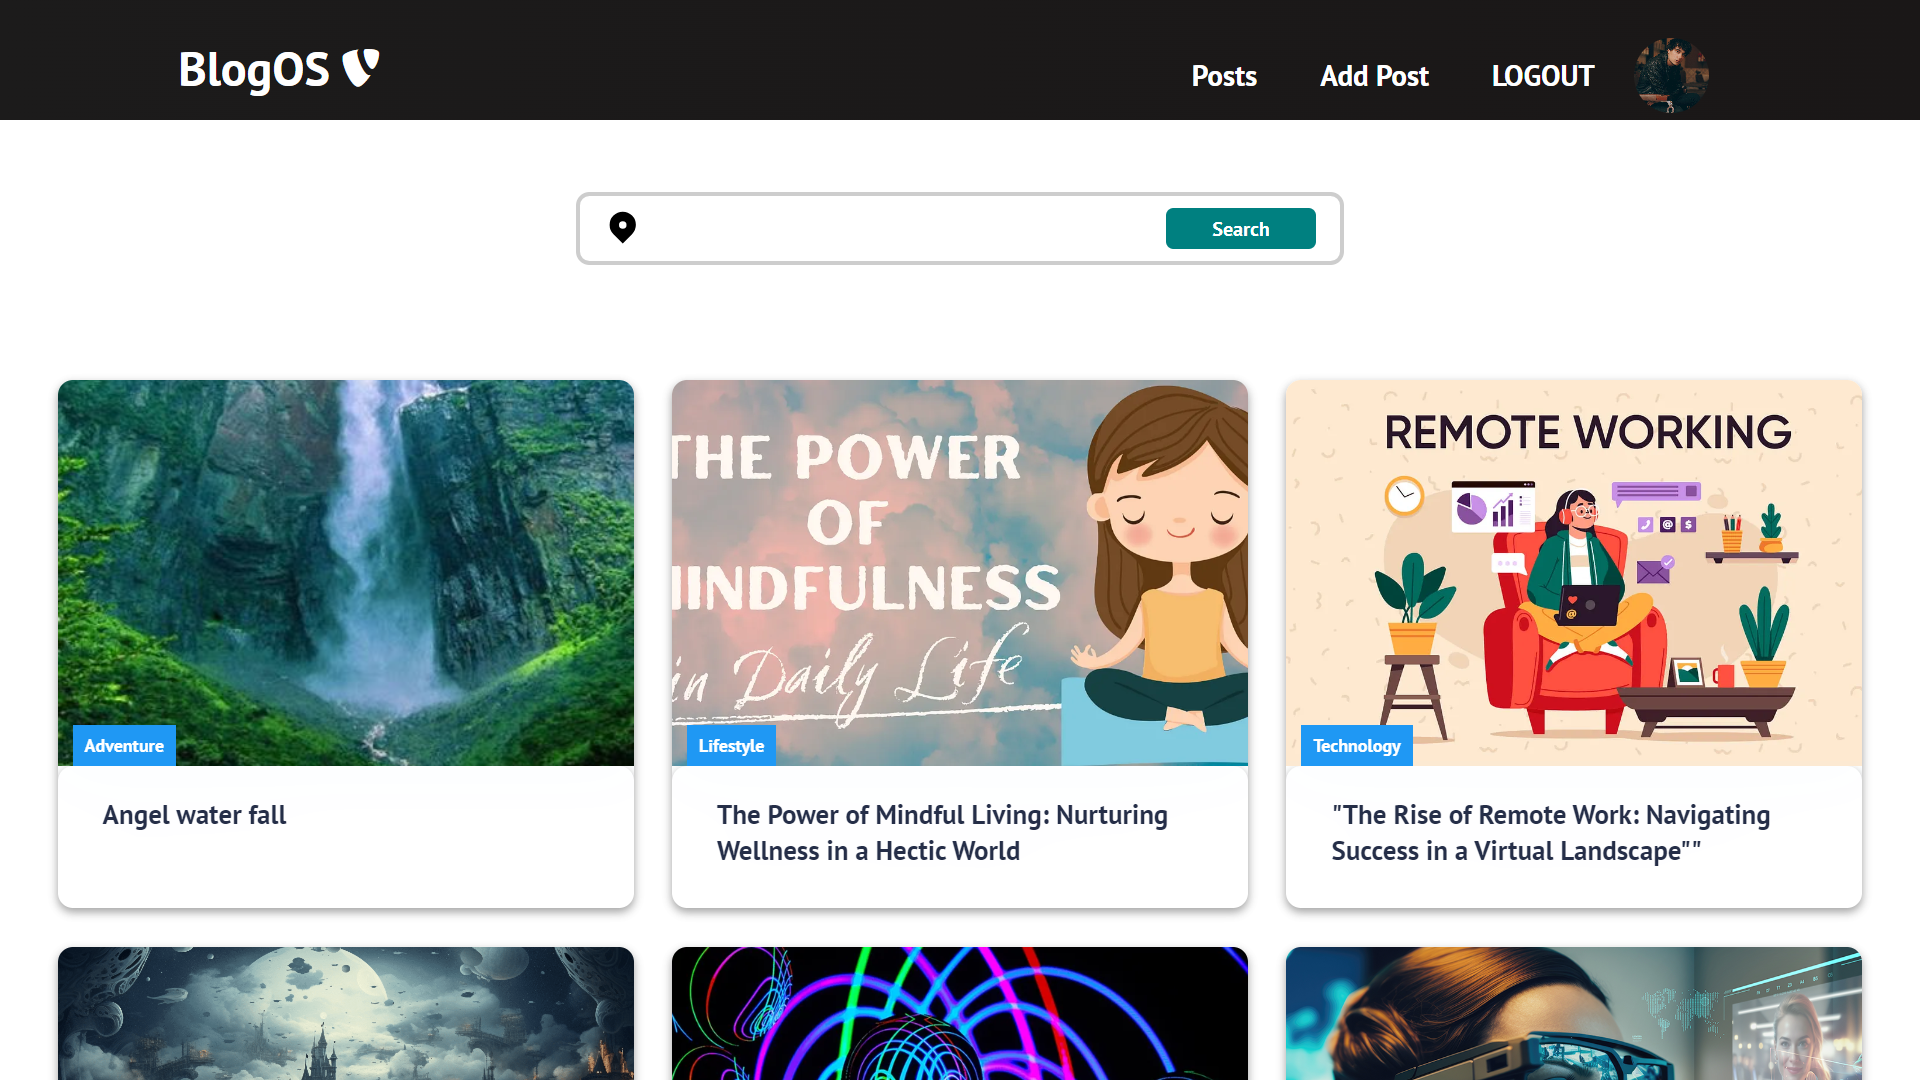 BlogOS
Posts
Add Post
LOGOUT
Search
THE POWER
OF
INDFULNESS
in Daily Life
Adventure
Lifestyle
REMOTE WORKING
Technology
Angel water fall
The Power of Mindful Living: Nurturing
Wellness in a Hectic World
"The Rise of Remote Work: Navigating
Success in a Virtual Landscape""